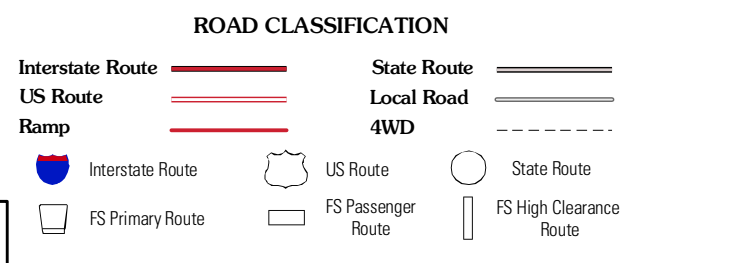 ROAD CLASSIFICATION
Interstate Route
State Route
US Route
Local Road
Ramp
4WD
Interstate Route
US Route
State Route
FS Primary Route
FS Passenger
Route
FS High Clearance
Route